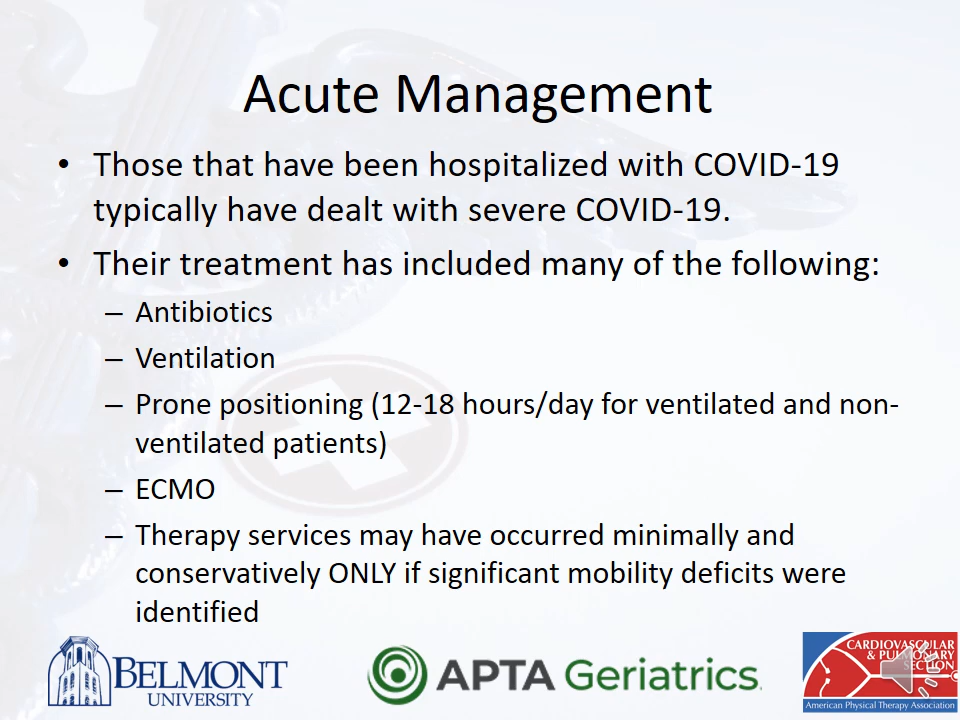 Acute Management
• Those that have been hospitalized with COVID-19
typically have dealt with severe COVID-19.
• Their treatment has included many of the following:
– Antibiotics
– Ventilation
– Prone positioning (12-18 hours/day for ventilated and non-
ventilated patients)
– ECMO
– Therapy services may have occurred minimally and
conservatively ONLY if significant mobility deficits were
identified
BELMONT
UNIVERSITY
APTA Geriatrics
CARDIOVASCULAR
& PULMONARY
SECTION
American Physical Therapy Association